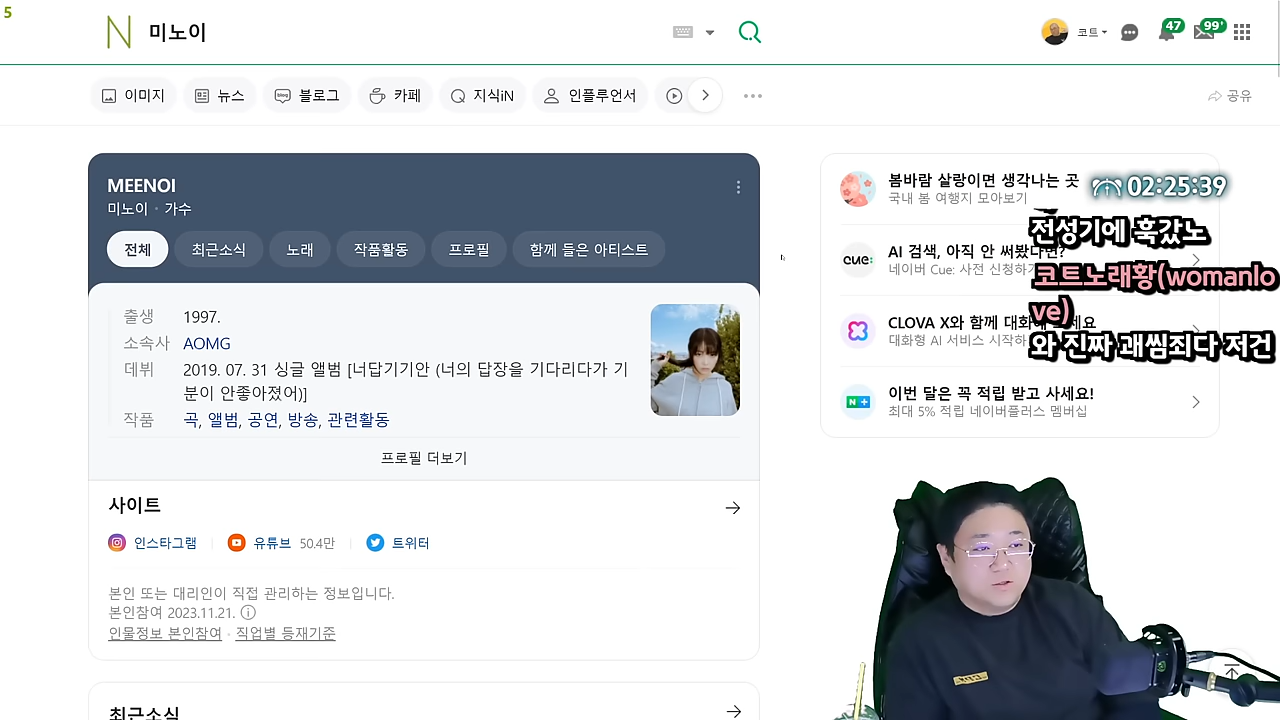 5
미노이
코트
47
99+
이미지
뉴스
블로그
카페
지식iN
인플루언서
공유
MEENOI
미노이 · 가수
전체
최근소식
노래
작품활동
프로필
함께 들은 아티스트
출생 1997.
소속사 AOMG
데뷔 2019. 07. 31 싱글 앨범 [너답기기안 (너의 답장을 기다리다가 기
분이 안좋아졌어)]
작품 곡, 앨범, 공연, 방송, 관련활동
프로필 더보기
사이트
인스타그램
유튜브 50.4만
트위터
본인 또는 대리인이 직접 관리하는 정보입니다.
본인참여 2023.11.21.
인물정보 본인참여 · 직업별 등재기준
최근소식
봄바람 살랑이면 생각나는 곳
국내 봄 여행지 모아보기
cue:
AI 검색, 아직 안 써봤다면?
네이버 Cue: 사전 신청하기
CLOVA X와 함께 대화해
대화형 AI 서비스 시작하
N+
이번 달은 꼭 적립 받고 사세요!
최대 5% 적립 네이버플러스 멤버십
02:25:39
전성기에 훅갔노
코트노래황(womanlo
ve)
와 진짜 괘씸죄다 저건